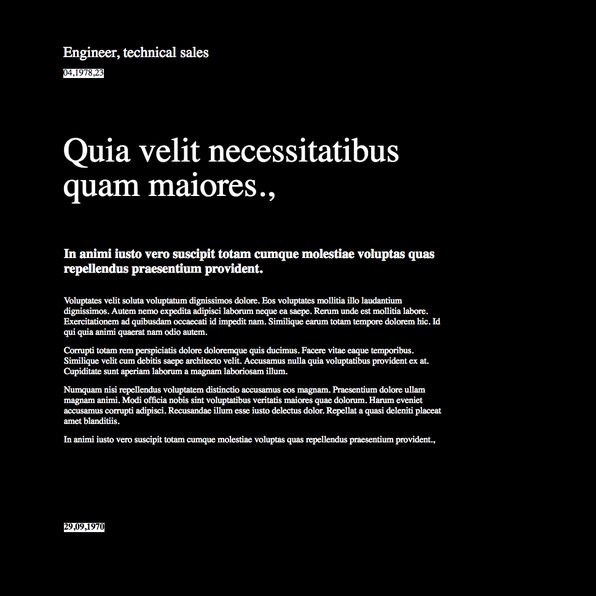 Engineer, technical sales
04,1978,23
Quia velit necessitatibus
quam maiores.,
In animi iusto vero suscipit totam cumque molestiae voluptas quas
repellendus praesentium provident.
Voluptates velit soluta voluptatum dignissimos dolore. Eos voluptates mollitia illo laudantium
dignissimos. Autem nemo expedita adipisci laborum neque ea saepe. Rerum unde est mollitia labore.
Exercitationem ad quibusdam occaecati id impedit nam. Similique earum totam tempore dolorem hic. Id
qui quia animi quaerat nam odio autem.
Corrupti totam rem perspiciatis dolore doloremque quis ducimus. Facere vitae eaque temporibus.
Similique velit cum debitis saepe architecto velit. Accusamus nulla quia voluptatibus provident ex at.
Cupiditate sunt aperiam laborum a magnam laboriosam illum.
Numquam nisi repellendus voluptatem distinctio accusamus eos magnam. Praesentium dolore ullam
magnam animi. Modi officia nobis sint voluptatibus veritatis maiores quae dolorum. Harum eveniet
accusamus corrupti adipisci. Recusandae illum esse iusto delectus dolor. Repellat a quasi deleniti placeat
amet blanditiis.
In animi iusto vero suscipit totam cumque molestiae voluptas quas repellendus praesentium provident.,
29,09,1970